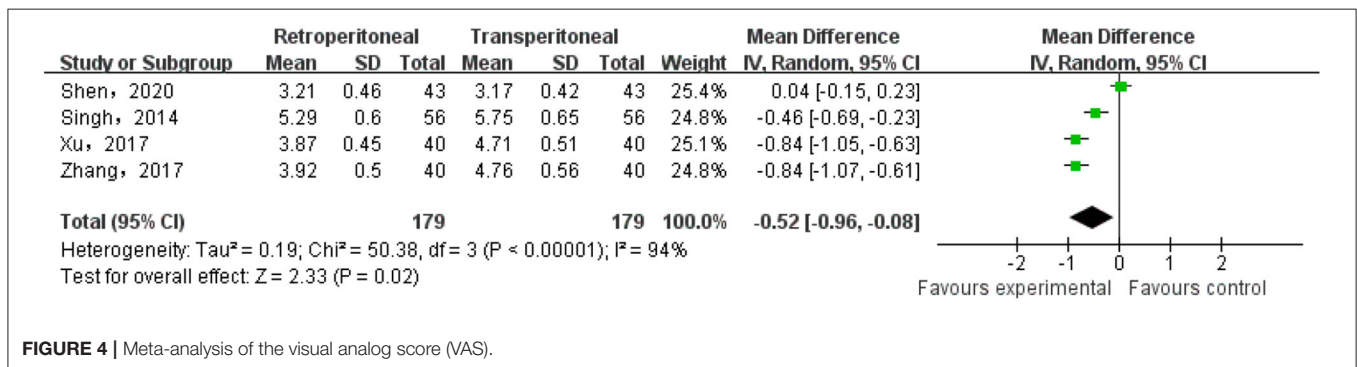 Retroperitoneal Transperitoneal Mean Difference Mean Difference
Study or Subgroup Mean SD Total Mean SD Total Weight IV, Random, 95% CI IV, Random, 95% CI
Shen，2020 3.21 0.46 43 3.17 0.42 43 25.4% 0.04 [-0.15, 0.23]
Singh，2014 5.29 0.6 56 5.75 0.65 56 24.8% -0.46 [-0.69, -0.23]
Xu，2017 3.87 0.45 40 4.71 0.51 40 25.1% -0.84 [-1.05, -0.63]
Zhang，2017 3.92 0.5 40 4.76 0.56 40 24.8% -0.84 [-1.07, -0.61]
Total (95% CI) 179 179 100.0% -0.52 [-0.96, -0.08]
Heterogeneity: Tau² = 0.19; Chi² = 50.38, df = 3 (P < 0.00001); I² = 94%
Test for overall effect: Z = 2.33 (P = 0.02)
-2 -1 0 1 2
Favours experimental Favours control
FIGURE 4 | Meta-analysis of the visual analog score (VAS).